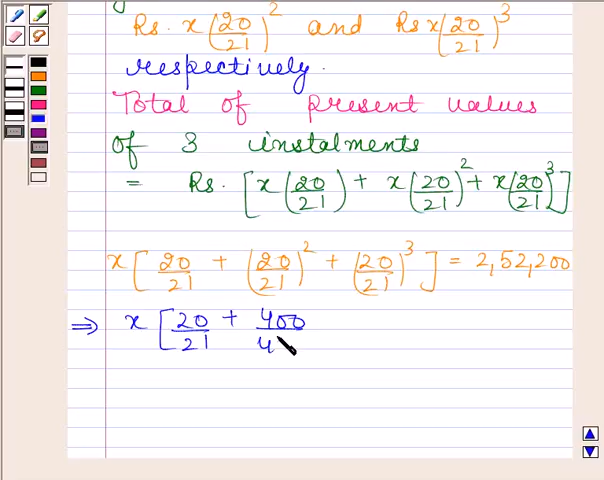 Rs. x(20/21)² and Rs x(20/21)³
respectively.
Total of present values
of 3 instalments
= Rs. [x(20/21) + x(20/21)² + x(20/21)³]
x[20/21 + (20/21)² + (20/21)³] = 2,52,200
⇒ x[20/21 + 400/4